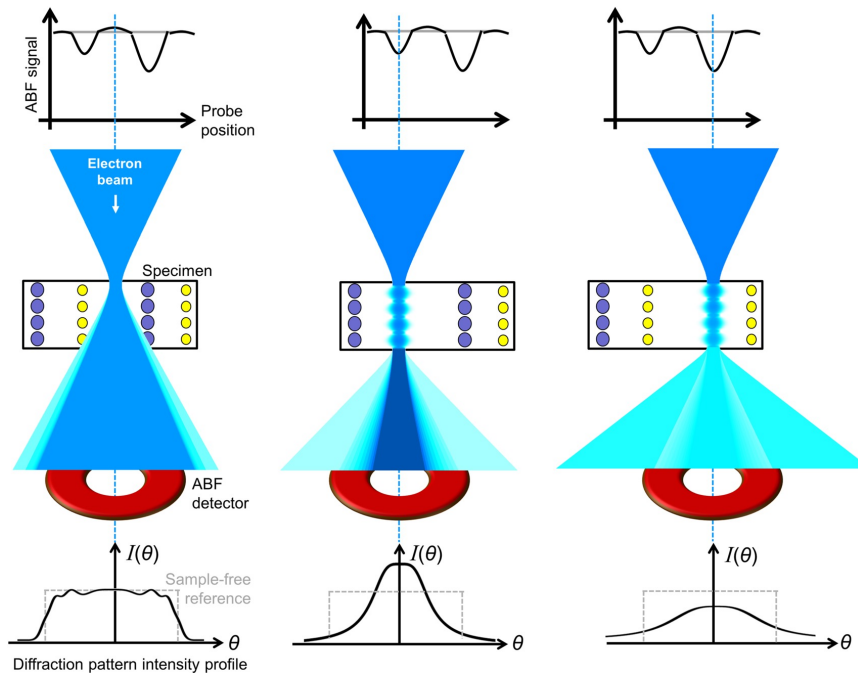 ABF signal
Probe
position
Electron
beam
Specimen
ABF
detector
I(θ)
I(θ)
I(θ)
Sample-free
reference
θ
θ
θ
Diffraction pattern intensity profile